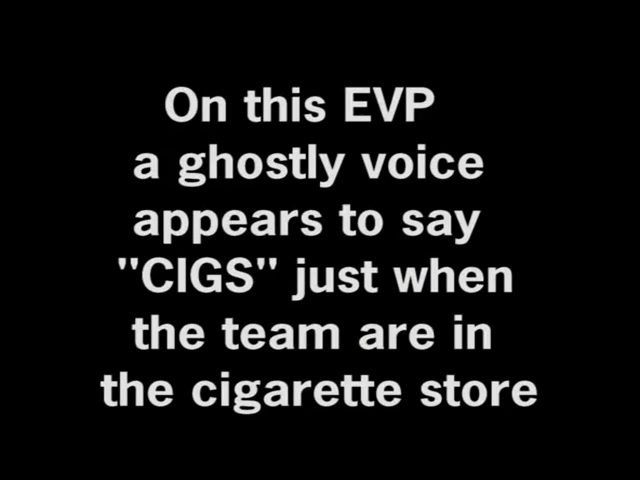 On this EVP
a ghostly voice
appears to say
"CIGS" just when
the team are in
the cigarette store